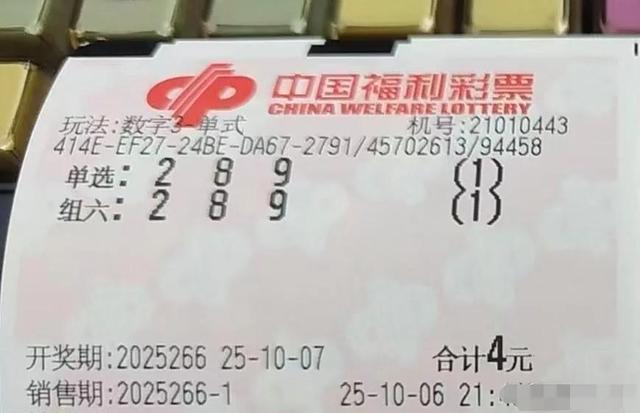 中国福利彩票
CHINA WELFARE LOTTERY
玩法:数字3-单式 机号:21010443
414E-EF27-24BE-DA67-2791/45702613/94458
单选: 2 8 9 (1)
组六: 2 8 9 (1)
开奖期:2025266 25-10-07 合计4元
销售期:2025266-1 25-10-06 21:4